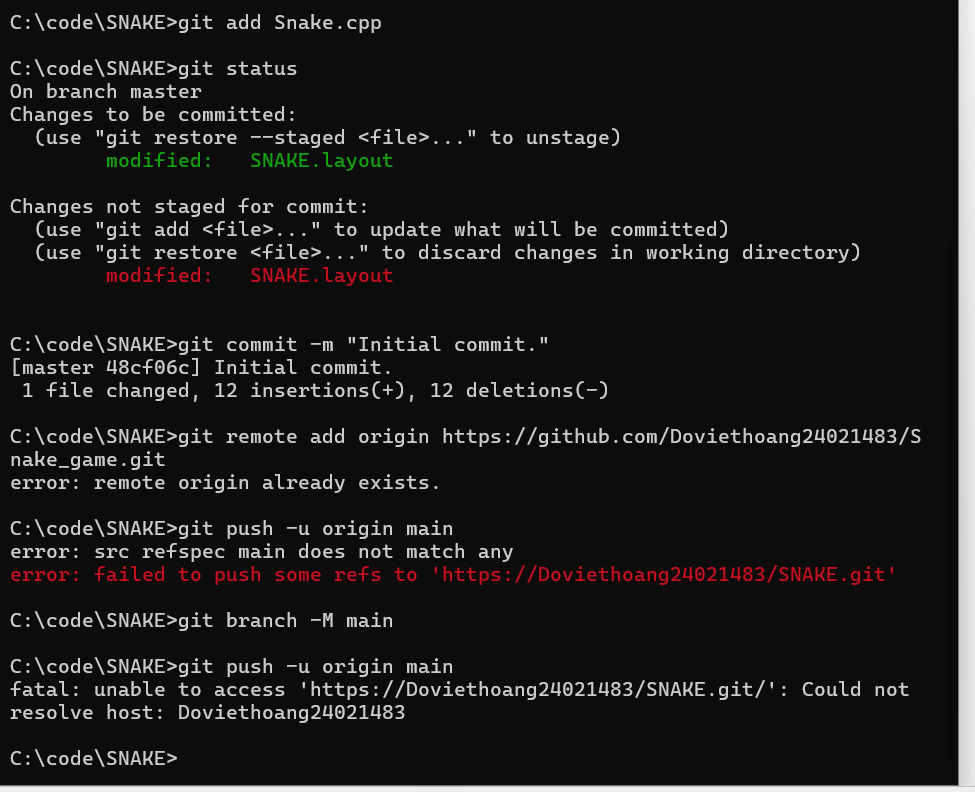 C:\code\SNAKE>git add Snake.cpp
C:\code\SNAKE>git status
On branch master
Changes to be committed:
  (use "git restore --staged <file>..." to unstage)
        modified:   SNAKE.layout
Changes not staged for commit:
  (use "git add <file>..." to update what will be committed)
  (use "git restore <file>..." to discard changes in working directory)
        modified:   SNAKE.layout
C:\code\SNAKE>git commit -m "Initial commit."
[master 48cf06c] Initial commit.
 1 file changed, 12 insertions(+), 12 deletions(-)
C:\code\SNAKE>git remote add origin https://github.com/Doviethoang24021483/S
nake_game.git
error: remote origin already exists.
C:\code\SNAKE>git push -u origin main
error: src refspec main does not match any
error: failed to push some refs to 'https://Doviethoang24021483/SNAKE.git'
C:\code\SNAKE>git branch -M main
C:\code\SNAKE>git push -u origin main
fatal: unable to access 'https://Doviethoang24021483/SNAKE.git/': Could not
resolve host: Doviethoang24021483
C:\code\SNAKE>